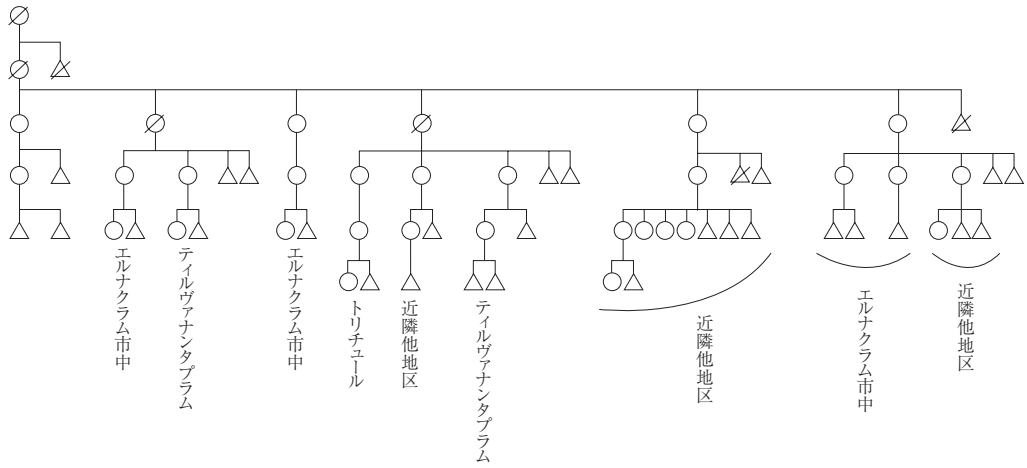 エルナクラム市中
ティルヴァナンタプラム
エルナクラム市中
トリチュール
近隣他地区
ティルヴァナンタプラム
近隣他地区
エルナクラム市中
近隣他地区